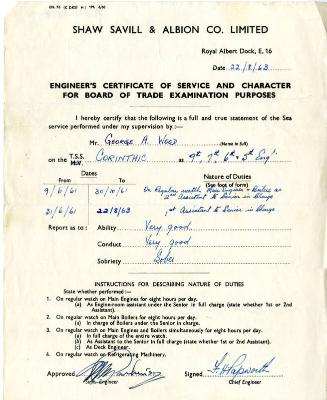 SHAW SAVILL & ALBION CO. LIMITED
Royal Albert Dock, E, 16
Date 22/8/63
ENGINEER'S CERTIFICATE OF SERVICE AND CHARACTER
FOR BOARD OF TRADE EXAMINATION PURPOSES
I hereby certify that the following is a full and true statement of the Sea
service performed under my supervision by :—
Mr. GEORGE A. WOOD (Name in full)
on the T.S.S. M.V. CORINTHIC as 9th, 7th, 6th & 5th Eng'.
Dates Nature of Duties
From To (See foot of form)
9/6/61 30/10/61 On Regular watch Main Engines & Boilers as
2nd Assistant to Senior in Charge
21/6/61 22/8/63 1st Assistant to Senior in Charge
Report as to : Ability Very good
Conduct Very good
Sobriety Sober
INSTRUCTIONS FOR DESCRIBING NATURE OF DUTIES
State whether performed :
1. On regular watch on Main Engines for eight hours per day.
(a) As Engine-room assistant under the Senior in full charge (state whether 1st or 2nd
Assistant).
2. On regular watch on Main Boilers for eight hours per day.
(b) In charge of Boilers under the Senior in charge.
3. On regular watch on Main Engines and Boilers simultaneously for eight hours per day.
(a) In full charge of the entire watch.
(b) As Assistant to the Senior in full charge (state whether 1st or 2nd Assistant).
(c) As Deck Engineer.
4. On regular watch on Refrigerating Machinery.
Approved Signed
Engineer Chief Engineer